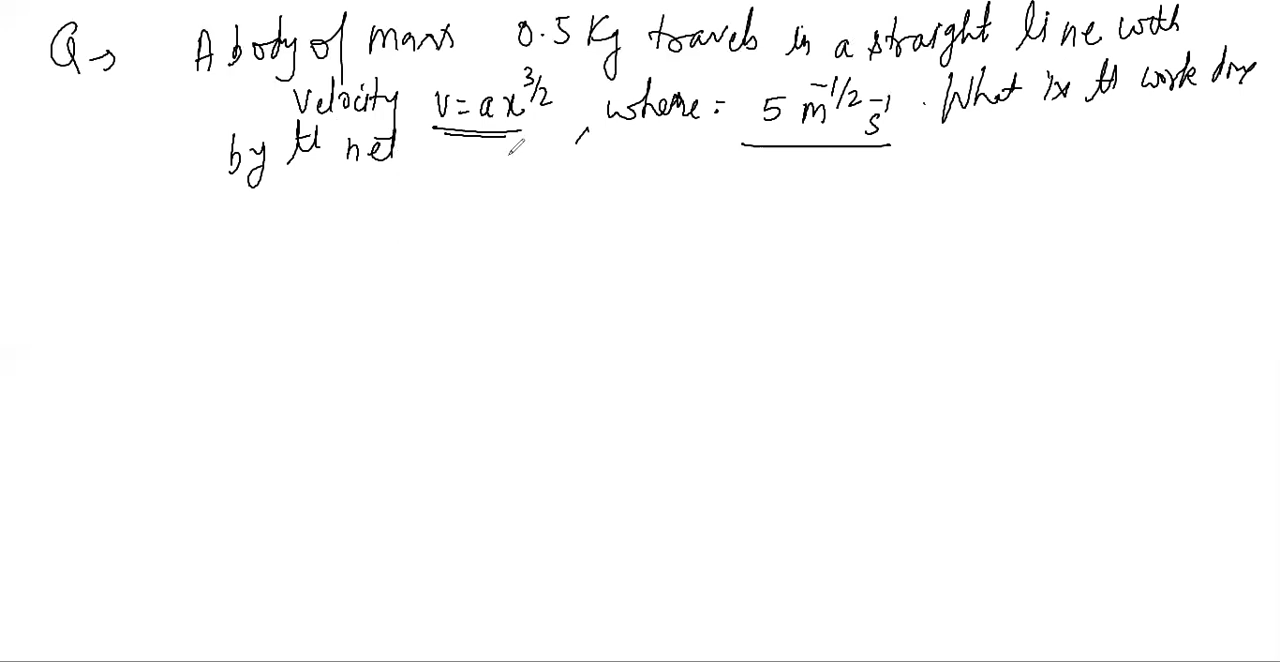 Q→ A body of mass 0.5 Kg travels in a straight line with
velocity v = a x^3/2 , where = 5 m^-1/2 s^-1 . What is the work done
by the net